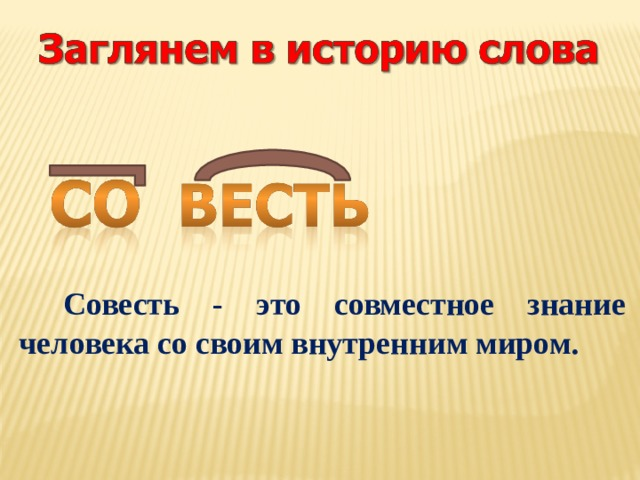 Заглянем в историю слова
СО ВЕСТЬ
Совесть - это совместное знание
человека со своим внутренним миром.